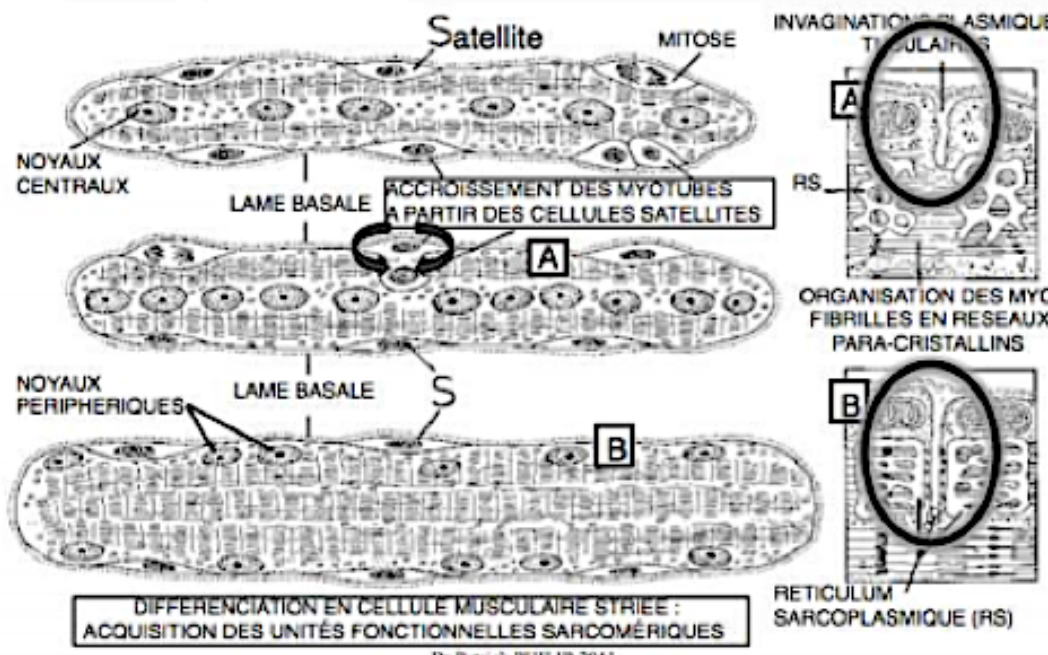 Satellite
MITOSE
INVAGINATIONS PLASMIQUE
TUBULAIRES
A
NOYAUX
CENTRAUX
LAME BASALE
ACCROISSEMENT DES MYOTUBES
A PARTIR DES CELLULES SATELLITES
RS
A
ORGANISATION DES MYO
FIBRILLES EN RESEAUX
PARA-CRISTALLINS
NOYAUX
PERIPHERIQUES
LAME BASALE
S
B
B
RETICULUM
SARCOPLASMIQUE (RS)
DIFFERENCIATION EN CELLULE MUSCULAIRE STRIEE :
ACQUISITION DES UNITÉS FONCTIONNELLES SARCOMÉRIQUES